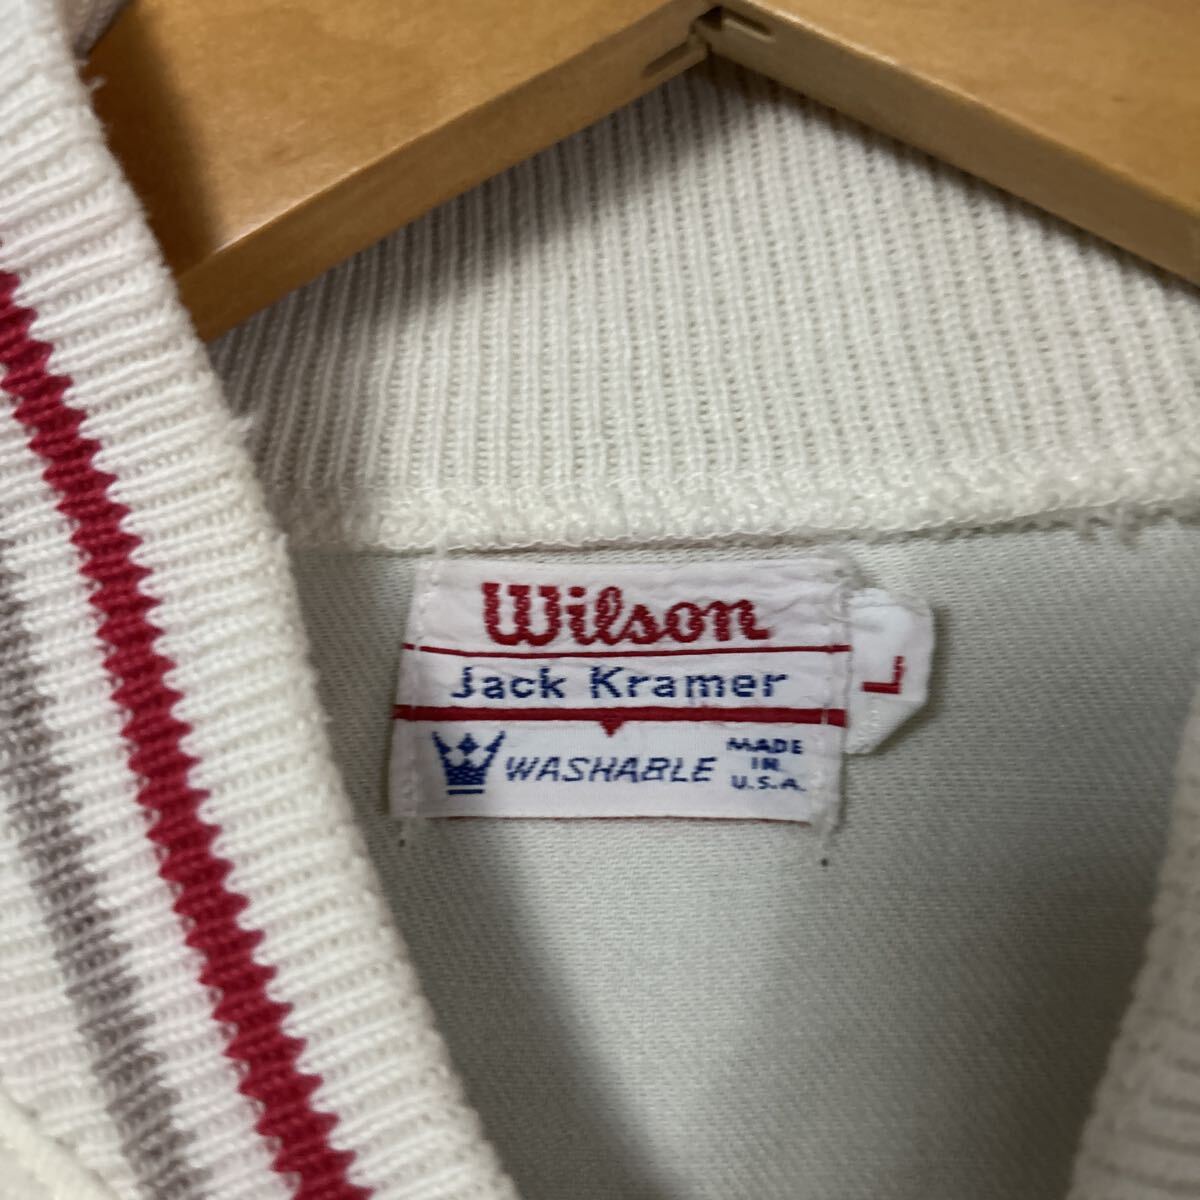 Wilson
Jack Kramer
WASHABLE
MADE
IN
U.S.A.
L